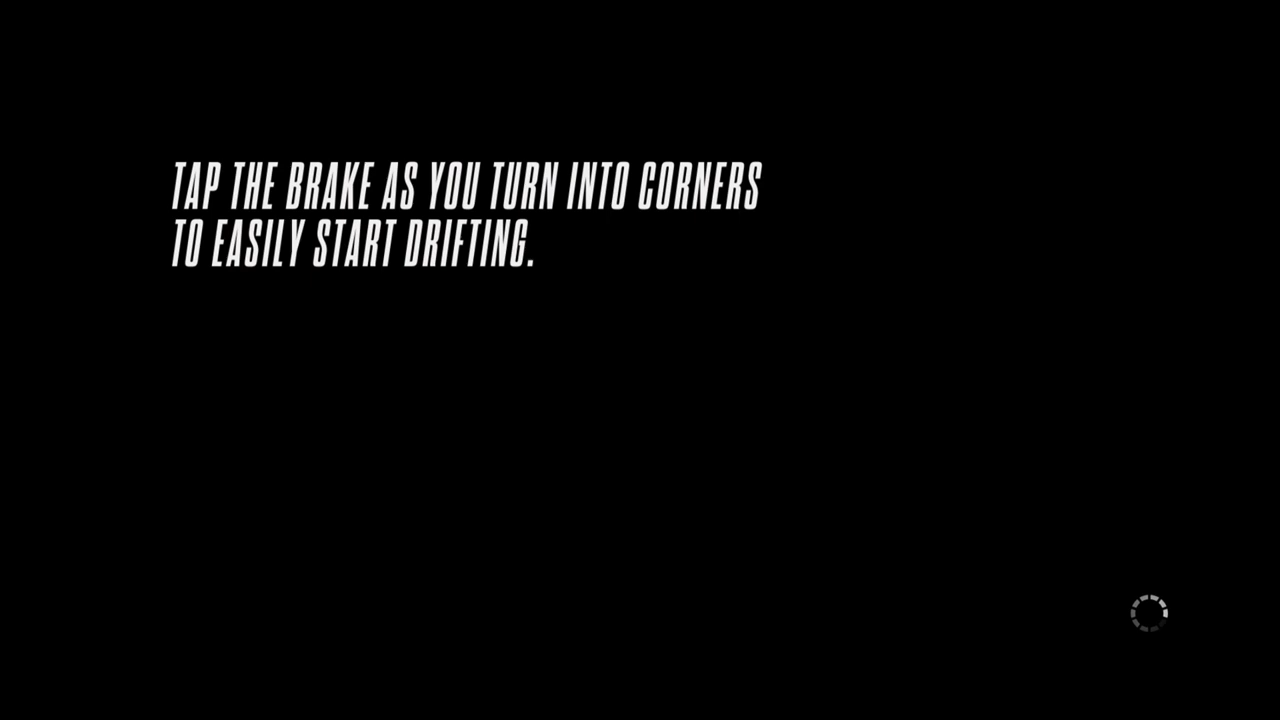 TAP THE BRAKE AS YOU TURN INTO CORNERS
TO EASILY START DRIFTING.